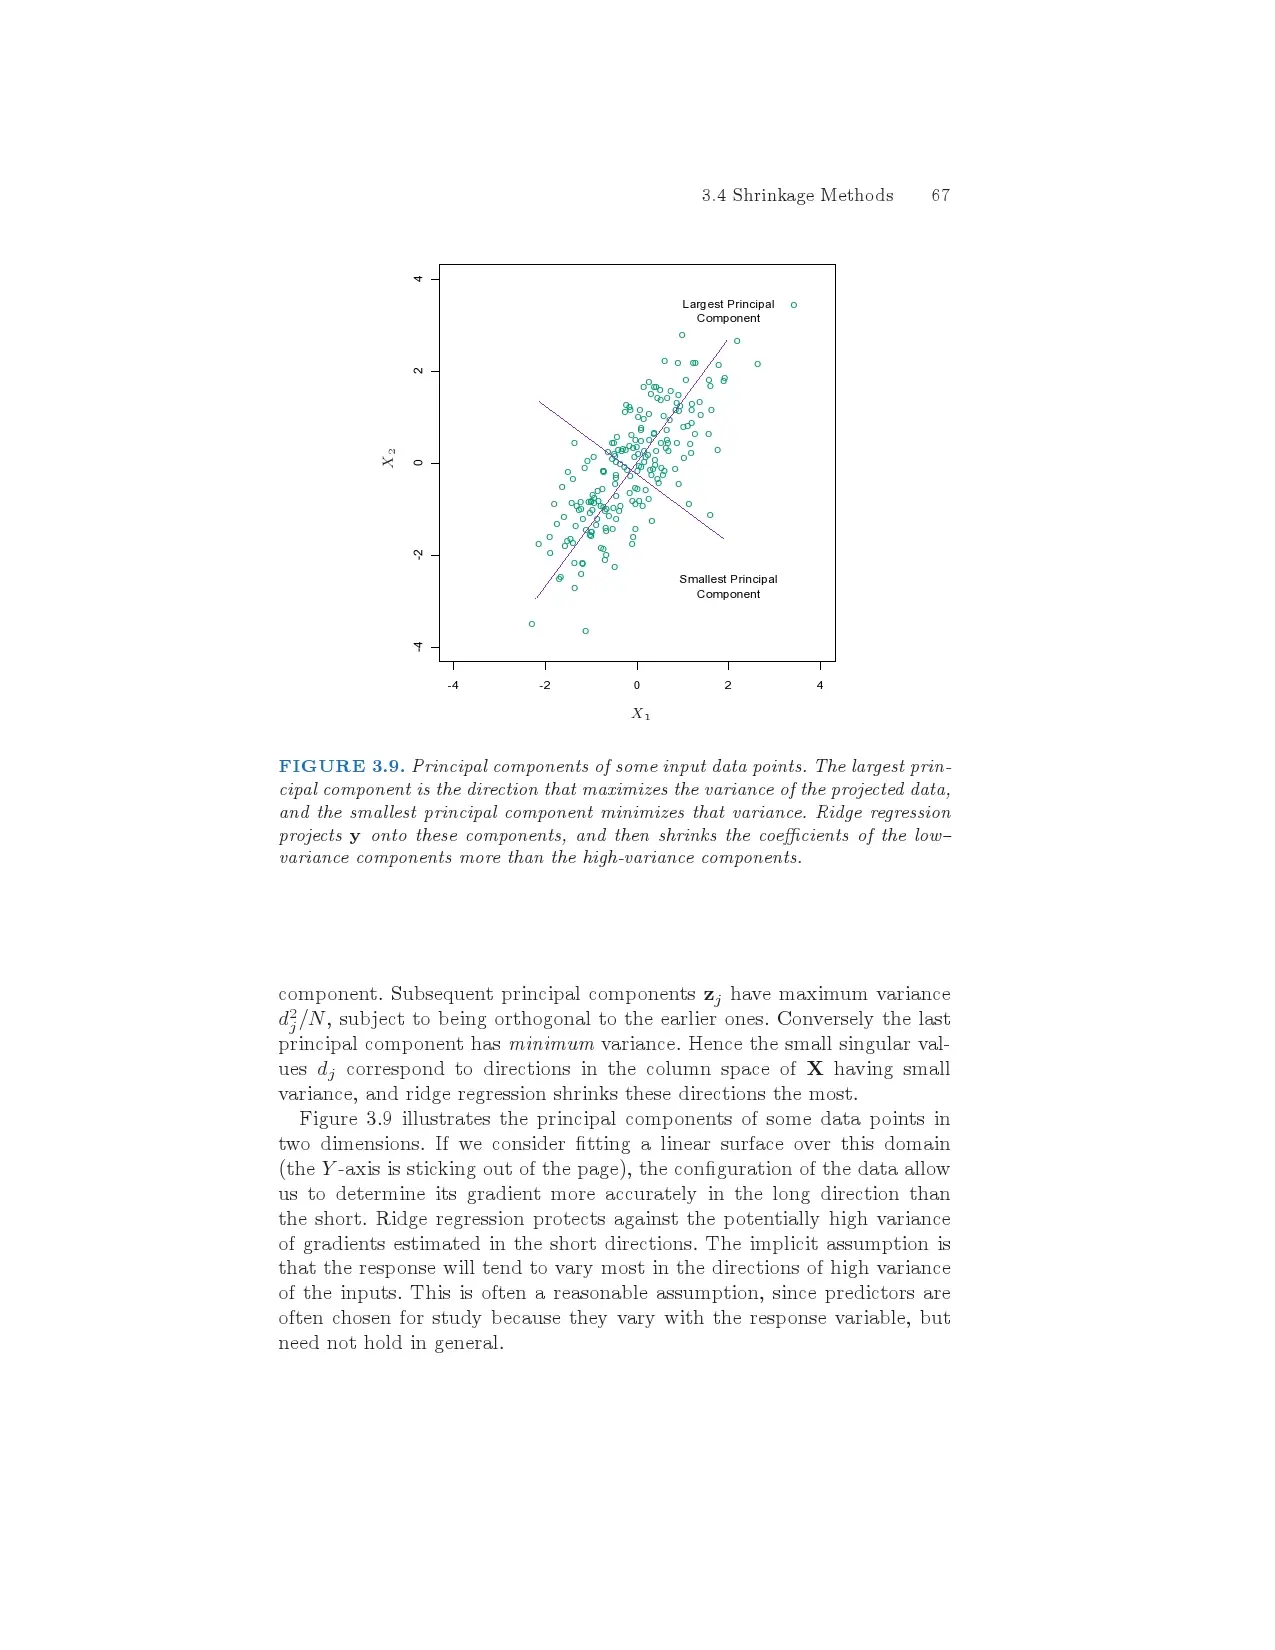 3.4 Shrinkage Methods 67
Largest Principal
Component
Smallest Principal
Component
4
2
0
-2
-4
X₂
-4 -2 0 2 4
X₁
FIGURE 3.9. Principal components of some input data points. The largest prin-
cipal component is the direction that maximizes the variance of the projected data,
and the smallest principal component minimizes that variance. Ridge regression
projects y onto these components, and then shrinks the coefficients of the low–
variance components more than the high-variance components.
component. Subsequent principal components zⱼ have maximum variance
d²ⱼ/N, subject to being orthogonal to the earlier ones. Conversely the last
principal component has minimum variance. Hence the small singular val-
ues dⱼ correspond to directions in the column space of X having small
variance, and ridge regression shrinks these directions the most.
Figure 3.9 illustrates the principal components of some data points in
two dimensions. If we consider fitting a linear surface over this domain
(the Y-axis is sticking out of the page), the configuration of the data allow
us to determine its gradient more accurately in the long direction than
the short. Ridge regression protects against the potentially high variance
of gradients estimated in the short directions. The implicit assumption is
that the response will tend to vary most in the directions of high variance
of the inputs. This is often a reasonable assumption, since predictors are
often chosen for study because they vary with the response variable, but
need not hold in general.